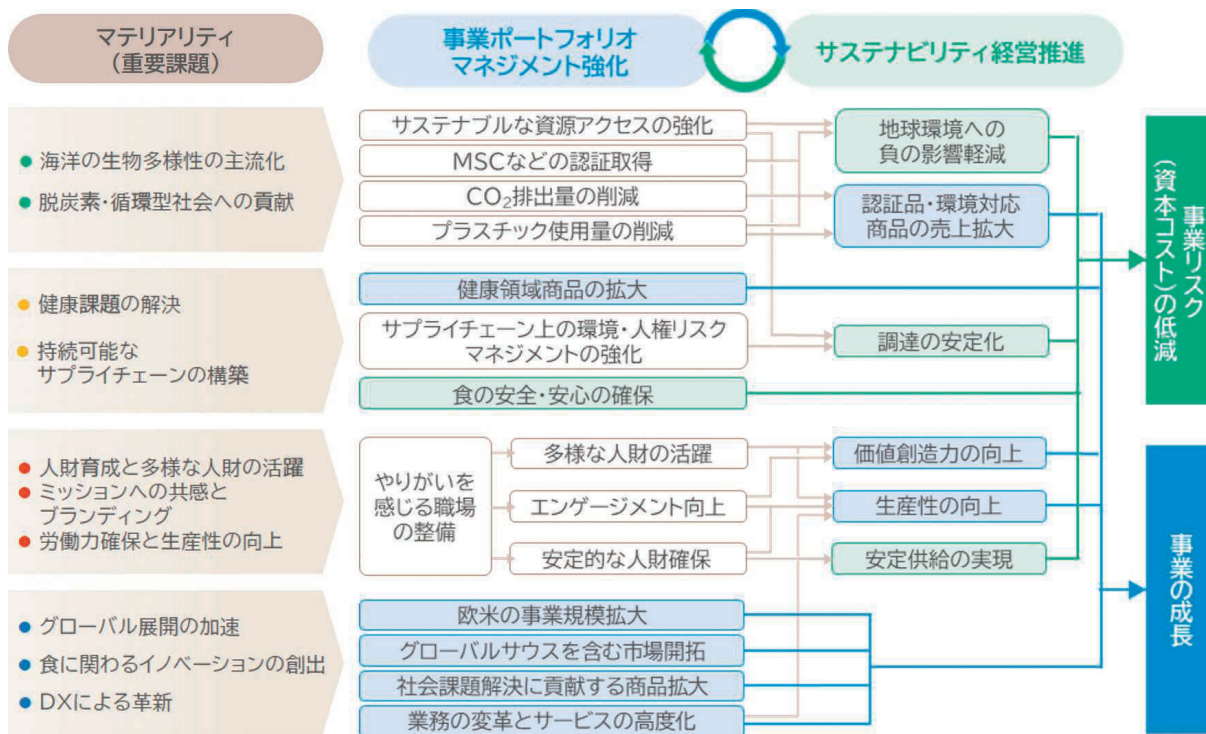 マテリアリティ
(重要課題)
事業ポートフォリオ
マネジメント強化
サステナビリティ経営推進
海洋の生物多様性の主流化
脱炭素・循環型社会への貢献
サステナブルな資源アクセスの強化
MSCなどの認証取得
CO₂排出量の削減
プラスチック使用量の削減
地球環境への
負の影響軽減
認証品・環境対応
商品の売上拡大
健康課題の解決
持続可能な
サプライチェーンの構築
健康領域商品の拡大
サプライチェーン上の環境・人権リスク
マネジメントの強化
食の安全・安心の確保
調達の安定化
事業リスク
(資本コスト)の低減
人財育成と多様な人財の活躍
ミッションへの共感と
ブランディング
労働力確保と生産性の向上
やりがいを
感じる職場
の整備
多様な人財の活躍
エンゲージメント向上
安定的な人財確保
価値創造力の向上
生産性の向上
安定供給の実現
グローバル展開の加速
食に関わるイノベーションの創出
DXによる革新
欧米の事業規模拡大
グローバルサウスを含む市場開拓
社会課題解決に貢献する商品拡大
業務の変革とサービスの高度化
事業の成長